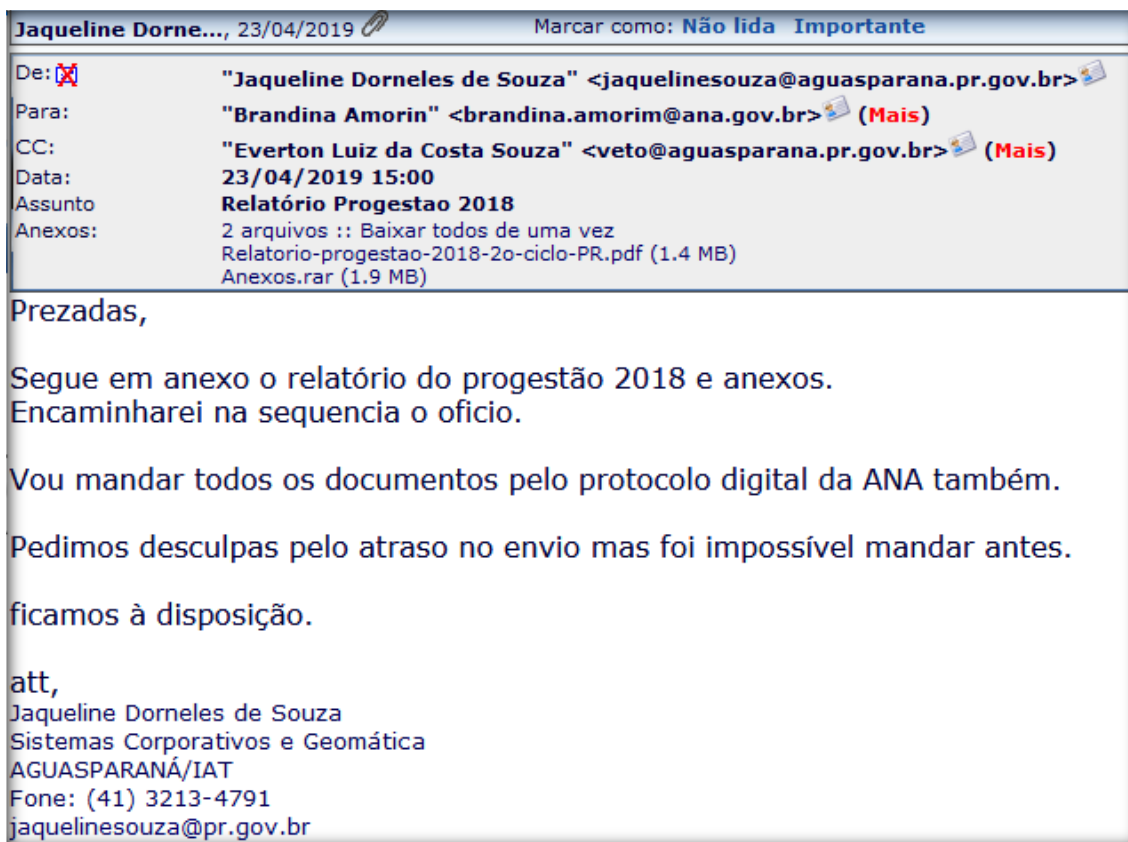 Jaqueline Dorne..., 23/04/2019 Marcar como: Não lida Importante
De: "Jaqueline Dorneles de Souza" <jaquelinesouza@aguasparana.pr.gov.br>
Para: "Brandina Amorin" <brandina.amorim@ana.gov.br> (Mais)
CC: "Everton Luiz da Costa Souza" <veto@aguasparana.pr.gov.br> (Mais)
Data: 23/04/2019 15:00
Assunto Relatório Progestao 2018
Anexos: 2 arquivos :: Baixar todos de uma vez
Relatorio-progestao-2018-2o-ciclo-PR.pdf (1.4 MB)
Anexos.rar (1.9 MB)
Prezadas,
Segue em anexo o relatório do progestão 2018 e anexos.
Encaminharei na sequencia o oficio.
Vou mandar todos os documentos pelo protocolo digital da ANA também.
Pedimos desculpas pelo atraso no envio mas foi impossível mandar antes.
ficamos à disposição.
att,
Jaqueline Dorneles de Souza
Sistemas Corporativos e Geomática
AGUASPARANÁ/IAT
Fone: (41) 3213-4791
jaquelinesouza@pr.gov.br